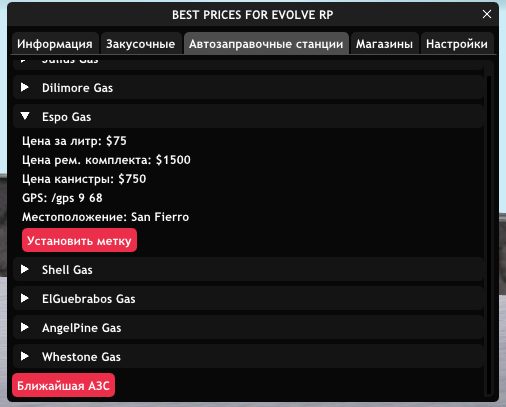 BEST PRICES FOR EVOLVE RP
Информация Закусочные Автозаправочные станции Магазины Настройки
Julius Gas
Dilimore Gas
Espo Gas
Цена за литр: $75
Цена рем. комплекта: $1500
Цена канистры: $750
GPS: /gps 9 68
Местоположение: San Fierro
Установить метку
Shell Gas
ElGuebrabos Gas
AngelPine Gas
Whestone Gas
Ближайшая АЗС